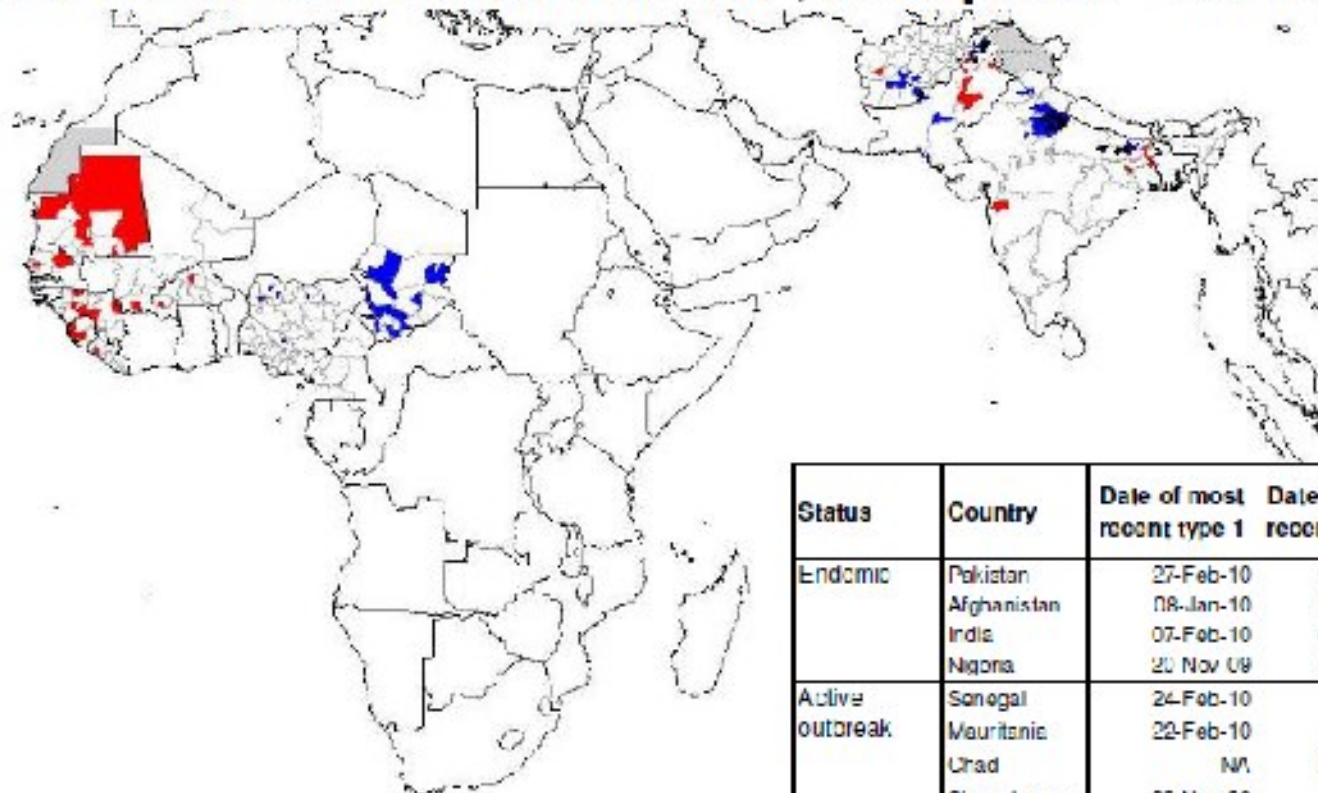 Status
Country
Date of most
recent type 1
Date
Endemic
Pakistan
27-Feb-10
Afghanistan
08-Jan-10
India
07-Feb-10
Nigeria
20 Nov 09
Active
outbreak
Senegal
24-Feb-10
Mauritania
22-Feb-10
Chad
NA